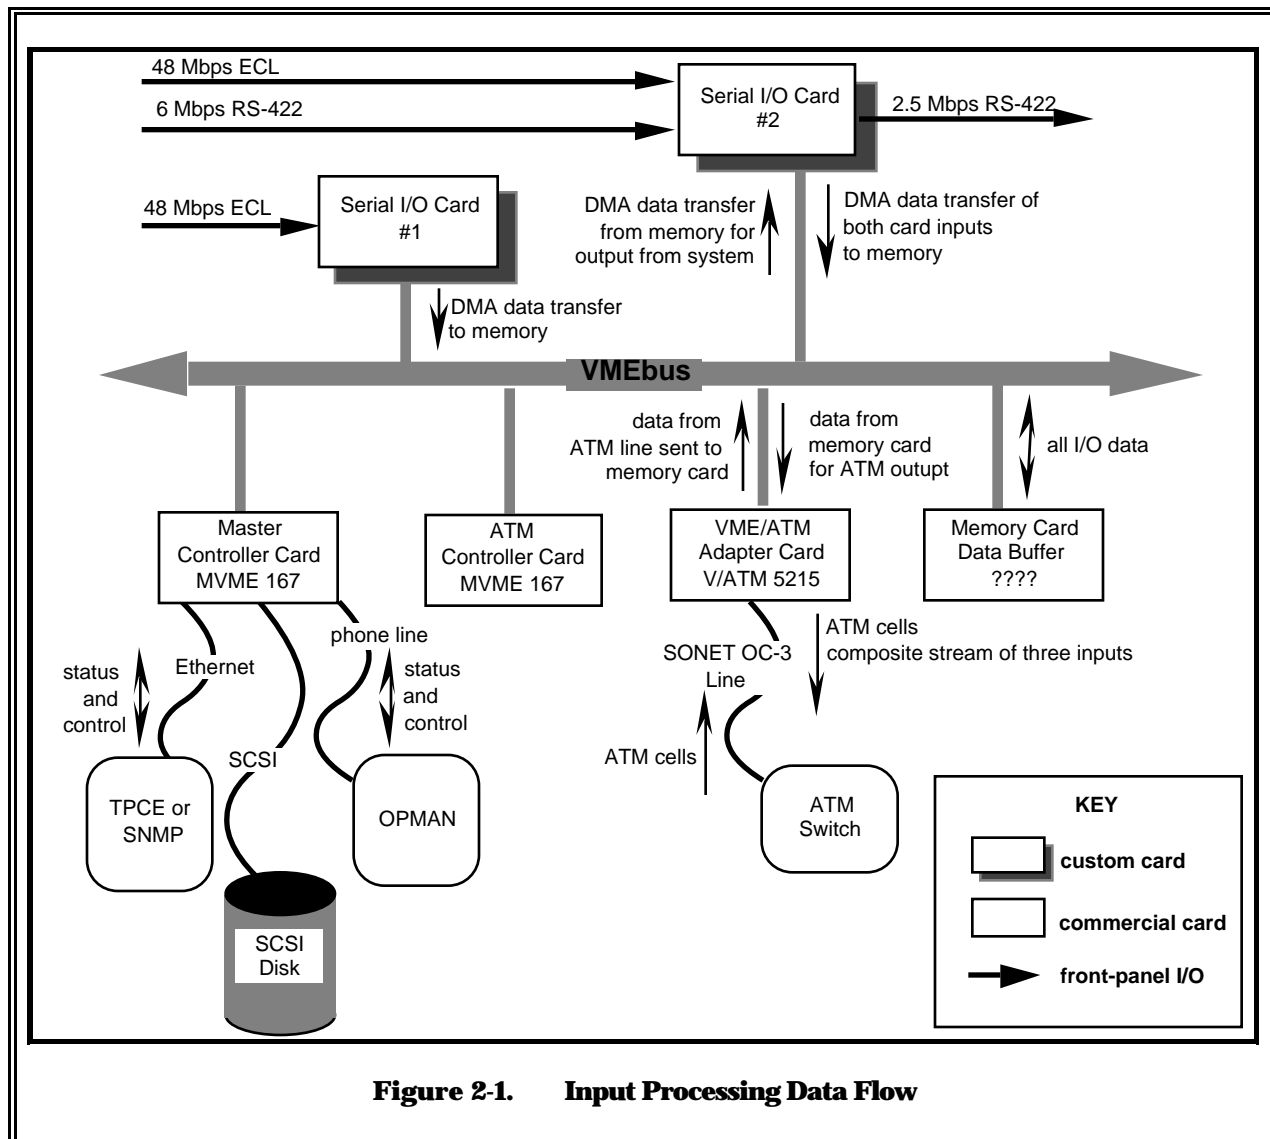 48 Mbps ECL
6 Mbps RS-422
Serial I/O Card
#2
2.5 Mbps RS-422
48 Mbps ECL
Serial I/O Card
#1
DMA data transfer
from memory for
output from system
DMA data transfer of
both card inputs
to memory
DMA data transfer
to memory
VMEbus
data from
ATM line sent to
memory card
data from
memory card
for ATM outupt
all I/O data
Master
Controller Card
MVME 167
ATM
Controller Card
MVME 167
VME/ATM
Adapter Card
V/ATM 5215
Memory Card
Data Buffer
????
phone line
Ethernet
status
and
control
status
and
control
SCSI
SONET OC-3
Line
ATM cells
composite stream of three inputs
ATM cells
TPCE or
SNMP
OPMAN
ATM
Switch
SCSI
Disk
KEY
custom card
commercial card
front-panel I/O
Figure 2-1. Input Processing Data Flow